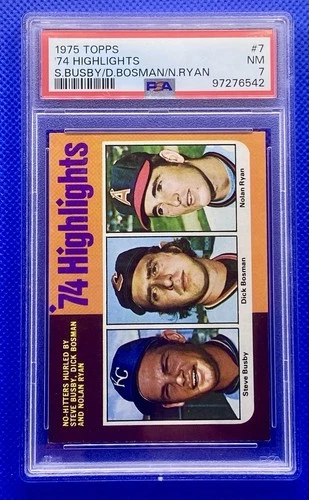 1975 TOPPS #7
'74 HIGHLIGHTS NM
S.BUSBY/D.BOSMAN/N.RYAN 7
PSA 97276542
'74 Highlights
NO-HITTERS HURLED BY
STEVE BUSBY, DICK BOSMAN
AND NOLAN RYAN
A
Nolan Ryan
C
Dick Bosman
KC
Steve Busby